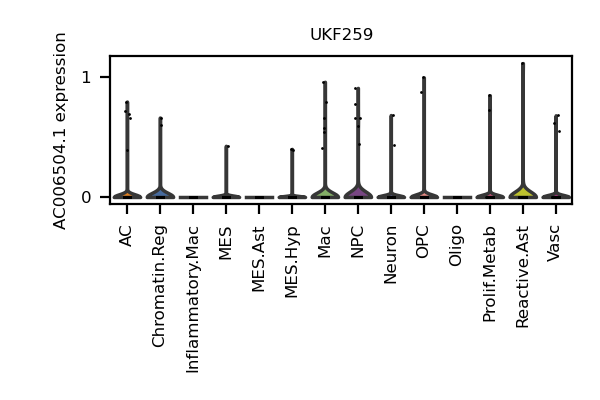 UKF259
AC006504.1 expression
1
0
AC
Chromatin.Reg
Inflammatory.Mac
MES
MES.Ast
MES.Hyp
Mac
NPC
Neuron
OPC
Oligo
Prolif.Metab
Reactive.Ast
Vasc